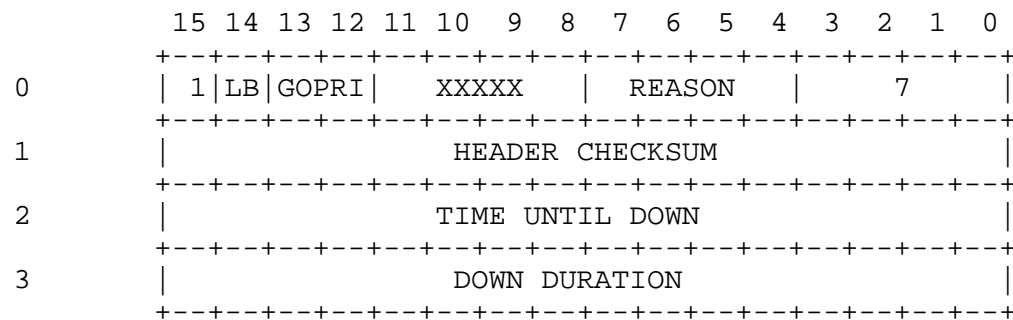 15 14 13 12 11 10 9 8 7 6 5 4 3 2 1 0
+--+--+--+--+--+--+--+--+--+--+--+--+--+--+--+--+
0 | 1|LB|GOPRI| XXXXX | REASON | 7 |
+--+--+--+--+--+--+--+--+--+--+--+--+--+--+--+--+
1 | HEADER CHECKSUM |
+--+--+--+--+--+--+--+--+--+--+--+--+--+--+--+--+
2 | TIME UNTIL DOWN |
+--+--+--+--+--+--+--+--+--+--+--+--+--+--+--+--+
3 | DOWN DURATION |
+--+--+--+--+--+--+--+--+--+--+--+--+--+--+--+--+